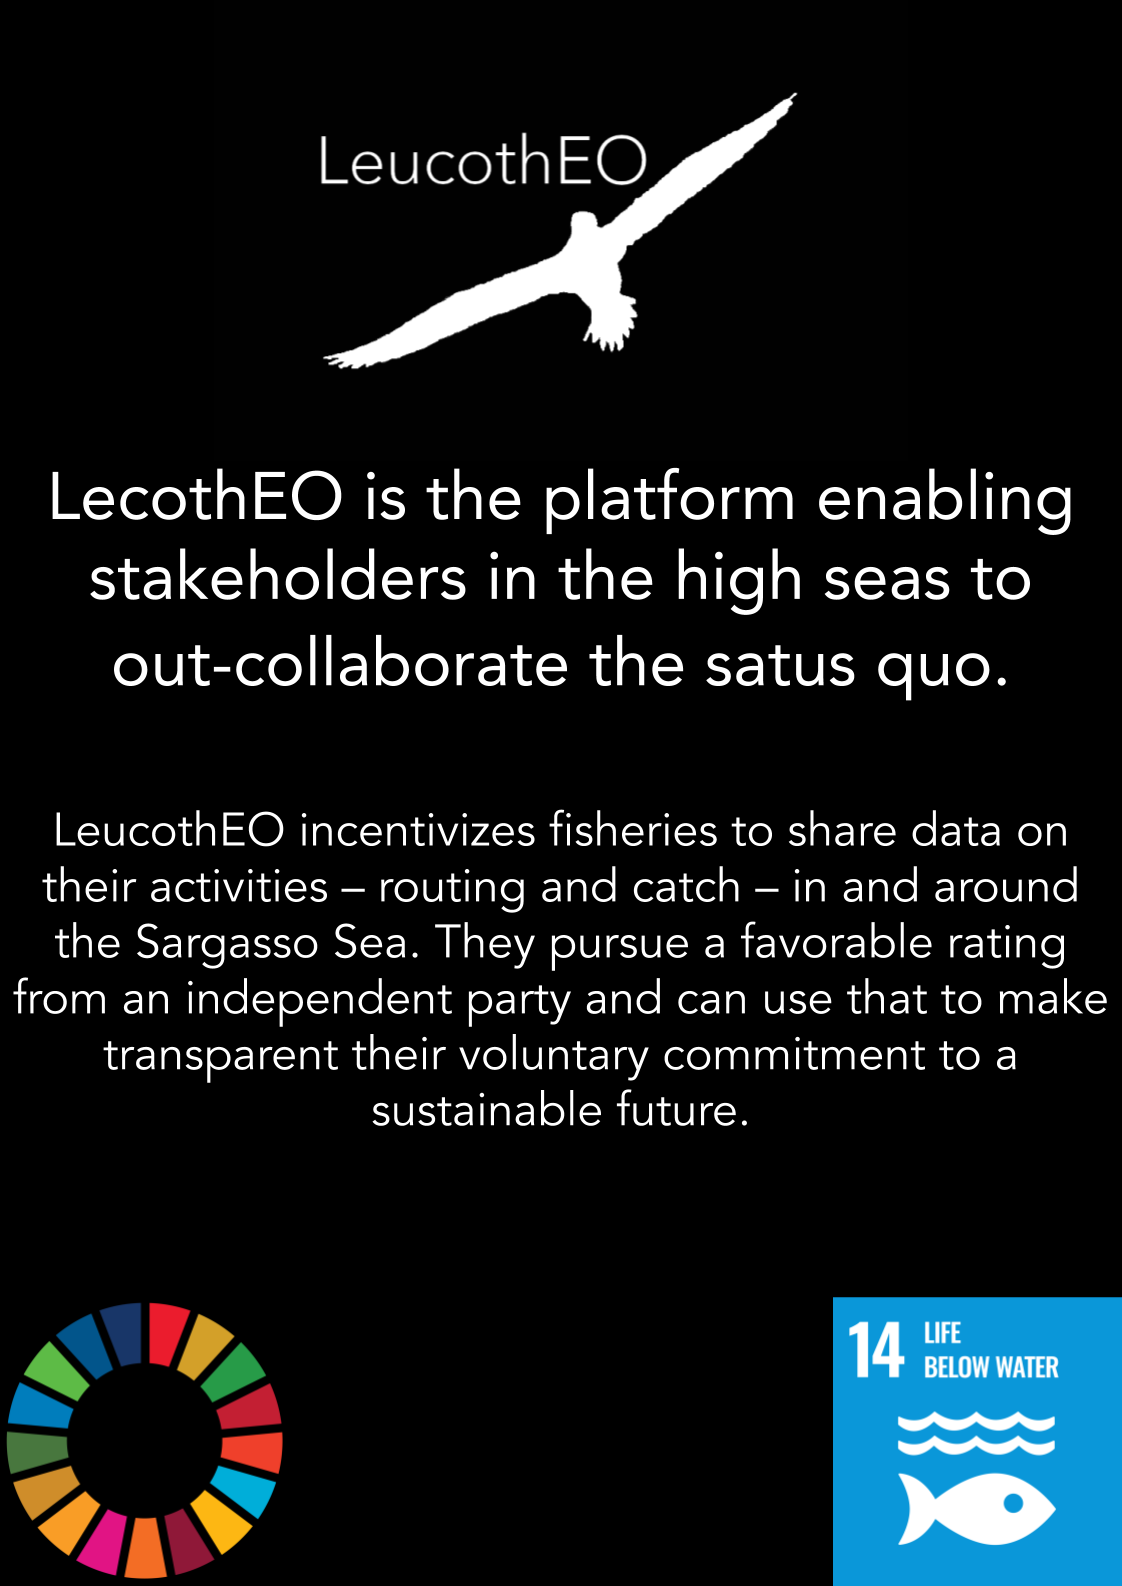 LeucothEO
LecothEO is the platform enabling
stakeholders in the high seas to
out-collaborate the satus quo.
LeucothEO incentivizes fisheries to share data on
their activities – routing and catch – in and around
the Sargasso Sea. They pursue a favorable rating
from an independent party and can use that to make
transparent their voluntary commitment to a
sustainable future.
14 LIFE
BELOW WATER